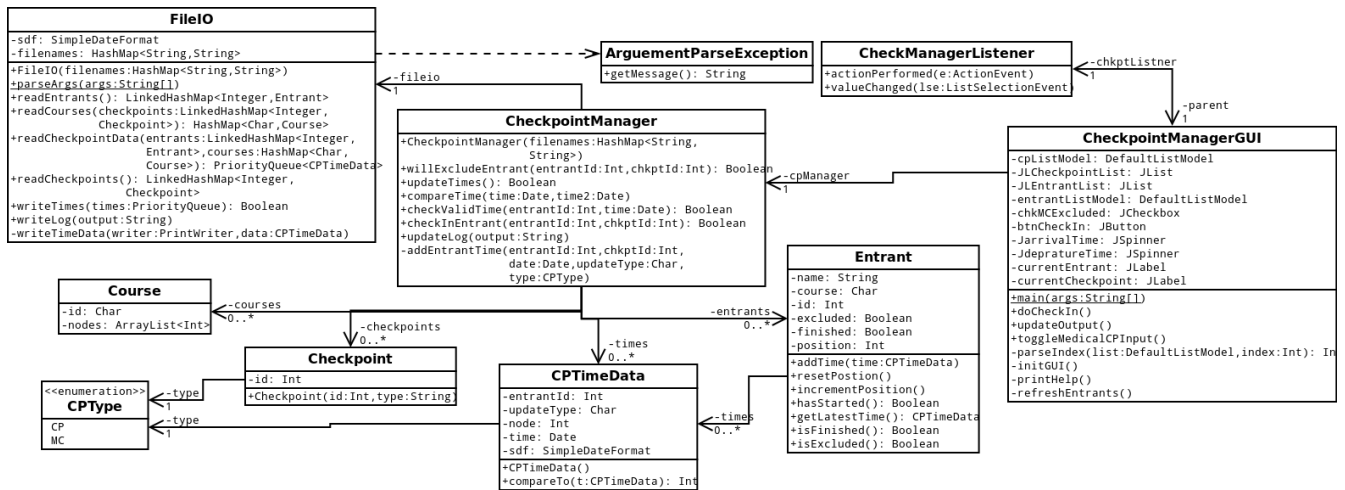 FileIO
-sdf: SimpleDateFormat
-filenames: HashMap<String,String>
+FileIO(filenames:HashMap<String,String>)
+parseArgs(args:String[])
+readEntrants(): LinkedHashMap<Integer,Entrant>
+readCourses(checkpoints:LinkedHashMap<Integer,
Checkpoint>): HashMap<Char,Course>
+readCheckpointData(entrants:LinkedHashMap<Integer,
Entrant>,courses:HashMap<Char,
Course>): PriorityQueue<CPTimeData>
+readCheckpoints(): LinkedHashMap<Integer,
Checkpoint>
+writeTimes(times:PriorityQueue): Boolean
+writeLog(output:String)
-writeTimeData(writer:PrintWriter,data:CPTimeData)
ArguementParseException
+getMessage(): String
CheckManagerListener
+actionPerformed(e:ActionEvent)
+valueChanged(lse:ListSelectionEvent)
-chkptListner
1
-parent
1
-fileio
1
CheckpointManager
+CheckpointManager(filenames:HashMap<String,
String>)
+willExcludeEntrant(entrantId:Int,chkptId:Int): Boolean
+updateTimes(): Boolean
+compareTime(time:Date,time2:Date)
+checkValidTime(entrantId:Int,time:Date): Boolean
+checkInEntrant(entrantId:Int,chkptId:Int): Boolean
+updateLog(output:String)
-addEntrantTime(entrantId:Int,chkptId:Int,
date:Date,updateType:Char,
type:CPType)
-cpManager
1
CheckpointManagerGUI
-cpListModel: DefaultListModel
-JLCheckpointList: JList
-JLEntrantList: JList
-entrantListModel: DefaultListModel
-chkMCExcluded: JCheckbox
-btnCheckIn: JButton
-JarrivalTime: JSpinner
-JdepratureTime: JSpinner
-currentEntrant: JLabel
-currentCheckpoint: JLabel
+main(args:String[])
+doCheckIn()
+updateOutput()
+toggleMedicalCPInput()
-parseIndex(list:DefaultListModel,index:Int): In
-initGUI()
-printHelp()
-refreshEntrants()
Entrant
-name: String
-course: Char
-id: Int
-excluded: Boolean
-finished: Boolean
-position: Int
+addTime(time:CPTimeData)
+resetPostion()
+incrementPosition()
+hasStarted(): Boolean
+getLatestTime(): CPTimeData
+isFinished(): Boolean
+isExcluded(): Boolean
Course
-id: Char
-nodes: ArrayList<Int>
-courses
0..*
-checkpoints
0..*
-entrants
0..*
-times
0..*
Checkpoint
-id: Int
+Checkpoint(id:Int,type:String)
<<enumeration>>
CPType
CP
MC
-type
1
-type
1
CPTimeData
-entrantId: Int
-updateType: Char
-node: Int
-time: Date
-sdf: SimpleDateFormat
+CPTimeData()
+compareTo(t:CPTimeData): Int
-times
0..*